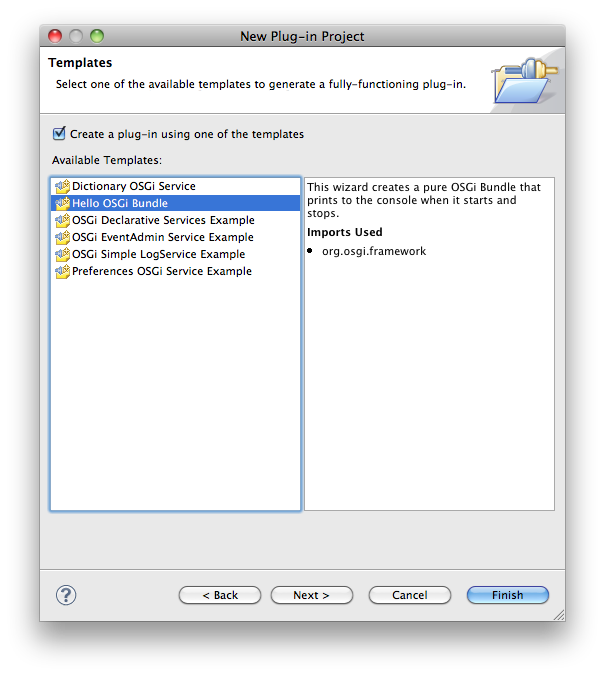 New Plug-in Project
Templates
Select one of the available templates to generate a fully-functioning plug-in.
Create a plug-in using one of the templates
Available Templates:
Dictionary OSGi Service
Hello OSGi Bundle
OSGi Declarative Services Example
OSGi EventAdmin Service Example
OSGi Simple LogService Example
Preferences OSGi Service Example
This wizard creates a pure OSGi Bundle that
prints to the console when it starts and
stops.
Imports Used
• org.osgi.framework
?
< Back
Next >
Cancel
Finish